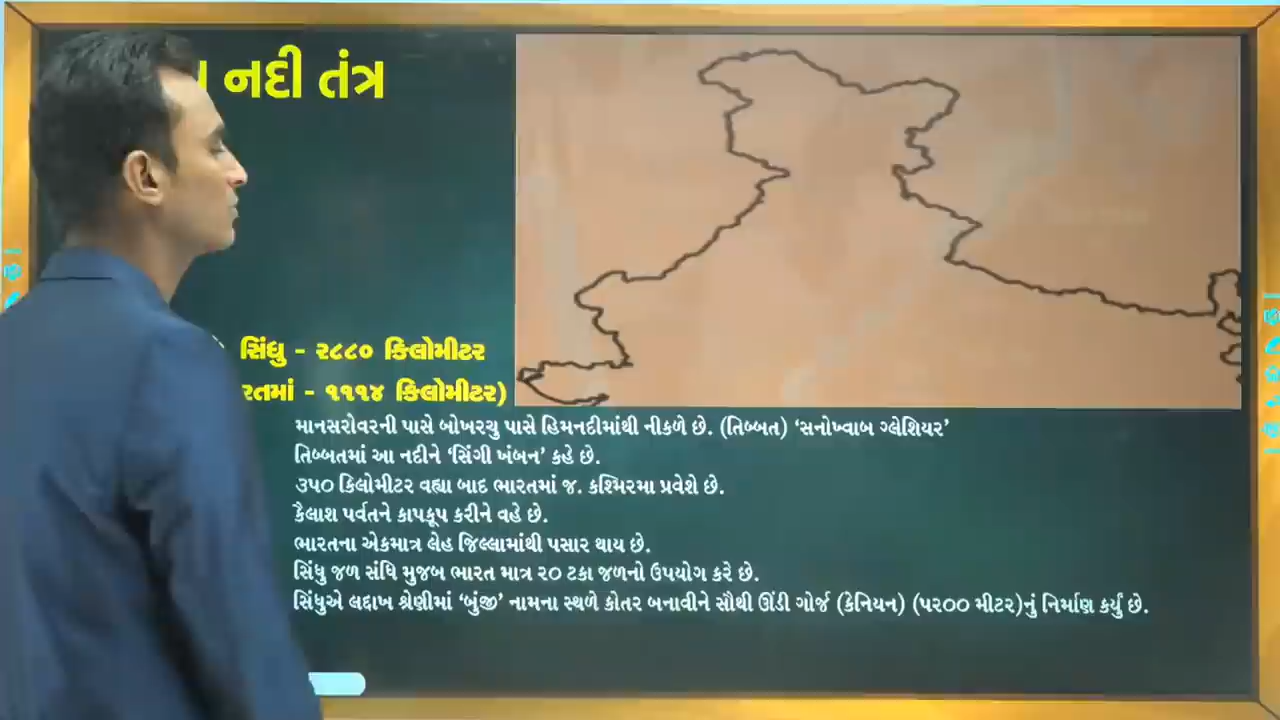 નદી તંત્ર
સિંધુ - ૨૮૮૦ કિલોમીટર
રતમાં - ૧૧૧૪ કિલોમીટર)
માનસરોવરની પાસે બોખરચુ પાસે હિમનદીમાંથી નીકળે છે. (તિબ્બત) ‘સનોખ્વાબ ગ્લેશિયર’
તિબ્બતમાં આ નદીને ‘સિંગી ખંબન’ કહે છે.
૩૫૦ કિલોમીટર વહ્યા બાદ ભારતમાં જ. કશ્મિરમા પ્રવેશે છે.
કૈલાશ પર્વતને કાપકૂપ કરીને વહે છે.
ભારતના એકમાત્ર લેહ જિલ્લામાંથી પસાર થાય છે.
સિંધુ જળ સંધિ મુજબ ભારત માત્ર ૨૦ ટકા જળનો ઉપયોગ કરે છે.
સિંધુએ લદ્દાખ શ્રેણીમાં ‘બુંજી’ નામના સ્થળે કોતર બનાવીને સૌથી ઊંડી ગોર્જ (કેનિયન) (૫૨૦૦ મીટર)નું નિર્માણ કર્યું છે.